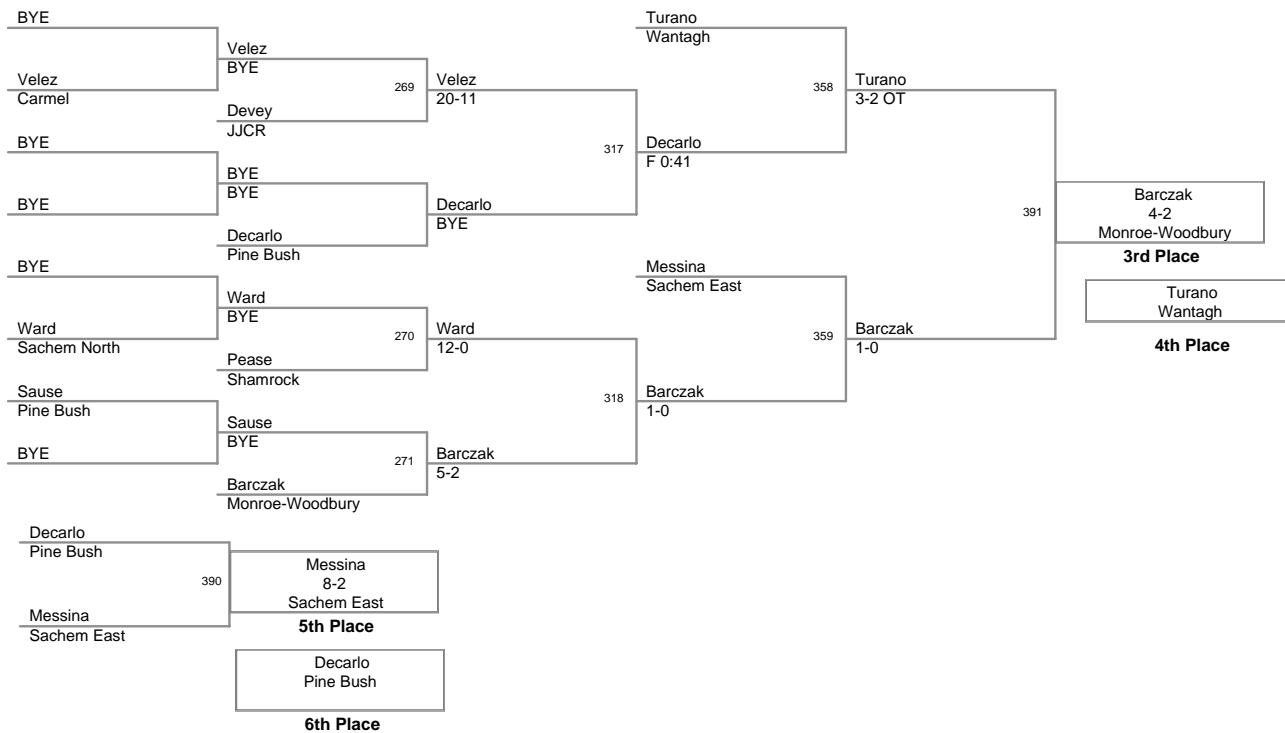 BYE
Velez
Carmel
BYE
BYE
BYE
Ward
Sachem North
Sause
Pine Bush
BYE
Velez
BYE
269
Devey
JJCR
BYE
BYE
Decarlo
Pine Bush
Ward
BYE
270
Pease
Shamrock
Sause
BYE
271
Barczak
Monroe-Woodbury
Velez
20-11
317
Decarlo
BYE
Ward
12-0
318
Barczak
5-2
Turano
Wantagh
358
Decarlo
F 0:41
Messina
Sachem East
359
Barczak
1-0
Turano
3-2 OT
391
Barczak
1-0
Barczak
4-2
Monroe-Woodbury
3rd Place
Turano
Wantagh
4th Place
Decarlo
Pine Bush
390
Messina
Sachem East
Messina
8-2
Sachem East
5th Place
Decarlo
Pine Bush
6th Place